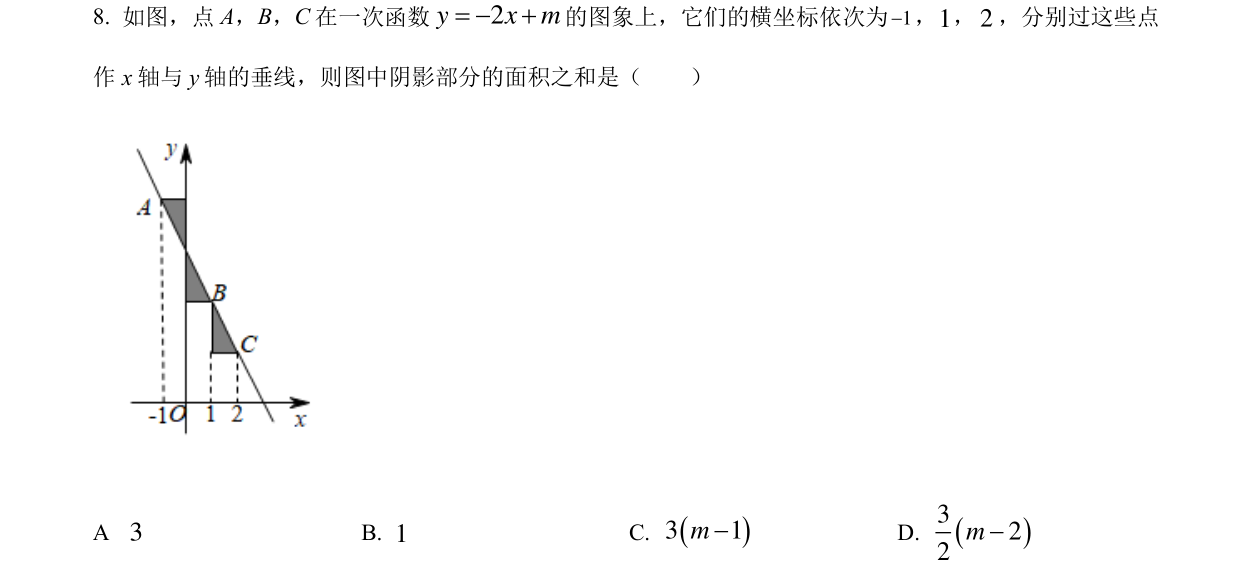 8. 如图，点 A，B，C 在一次函数 y = −2x + m 的图象上，它们的横坐标依次为 −1，1，2，分别过这些点
作 x 轴与 y 轴的垂线，则图中阴影部分的面积之和是（　　）
y
A
B
C
-1 O 1 2 x
A 3 B. 1 C. 3(m−1) D. 3/2(m−2)